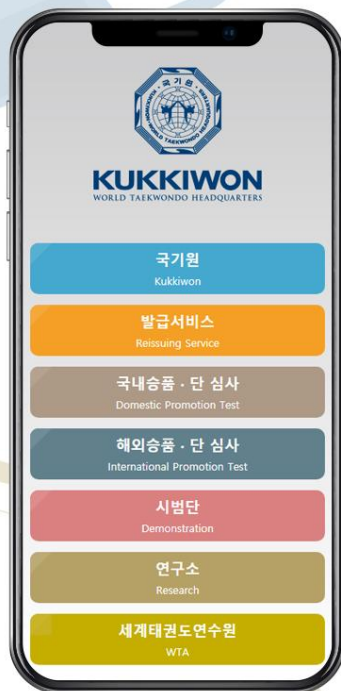 국기원
KUKKIWON
WORLD TAEKWONDO HEADQUARTERS
국기원
Kukkiwon
발급서비스
Reissuing Service
국내승품 · 단 심사
Domestic Promotion Test
해외승품 · 단 심사
International Promotion Test
시범단
Demonstration
연구소
Research
세계태권도연수원
WTA